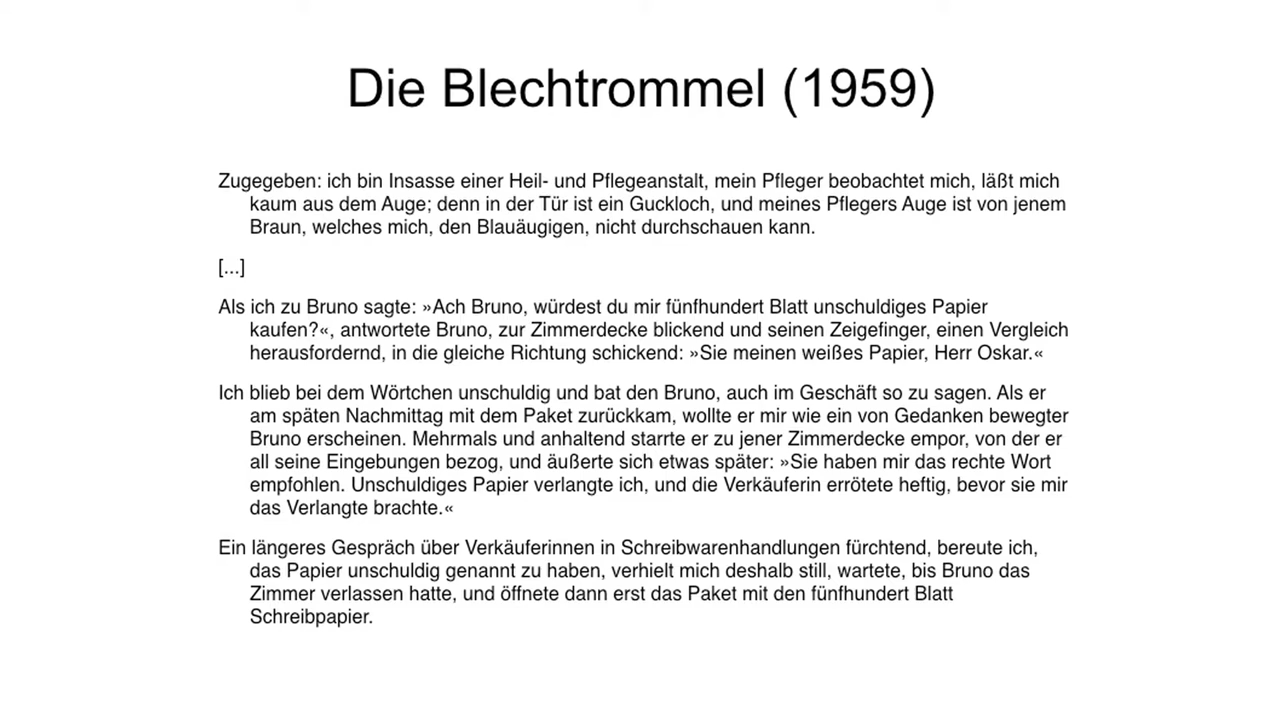 Die Blechtrommel (1959)
Zugegeben: ich bin Insasse einer Heil- und Pflegeanstalt, mein Pfleger beobachtet mich, läßt mich
kaum aus dem Auge; denn in der Tür ist ein Guckloch, und meines Pflegers Auge ist von jenem
Braun, welches mich, den Blauäugigen, nicht durchschauen kann.
[...]
Als ich zu Bruno sagte: »Ach Bruno, würdest du mir fünfhundert Blatt unschuldiges Papier
kaufen?«, antwortete Bruno, zur Zimmerdecke blickend und seinen Zeigefinger, einen Vergleich
herausfordernd, in die gleiche Richtung schickend: »Sie meinen weißes Papier, Herr Oskar.«
Ich blieb bei dem Wörtchen unschuldig und bat den Bruno, auch im Geschäft so zu sagen. Als er
am späten Nachmittag mit dem Paket zurückkam, wollte er mir wie ein von Gedanken bewegter
Bruno erscheinen. Mehrmals und anhaltend starrte er zu jener Zimmerdecke empor, von der er
all seine Eingebungen bezog, und äußerte sich etwas später: »Sie haben mir das rechte Wort
empfohlen. Unschuldiges Papier verlangte ich, und die Verkäuferin errötete heftig, bevor sie mir
das Verlangte brachte.«
Ein längeres Gespräch über Verkäuferinnen in Schreibwarenhandlungen fürchtend, bereute ich,
das Papier unschuldig genannt zu haben, verhielt mich deshalb still, wartete, bis Bruno das
Zimmer verlassen hatte, und öffnete dann erst das Paket mit den fünfhundert Blatt
Schreibpapier.